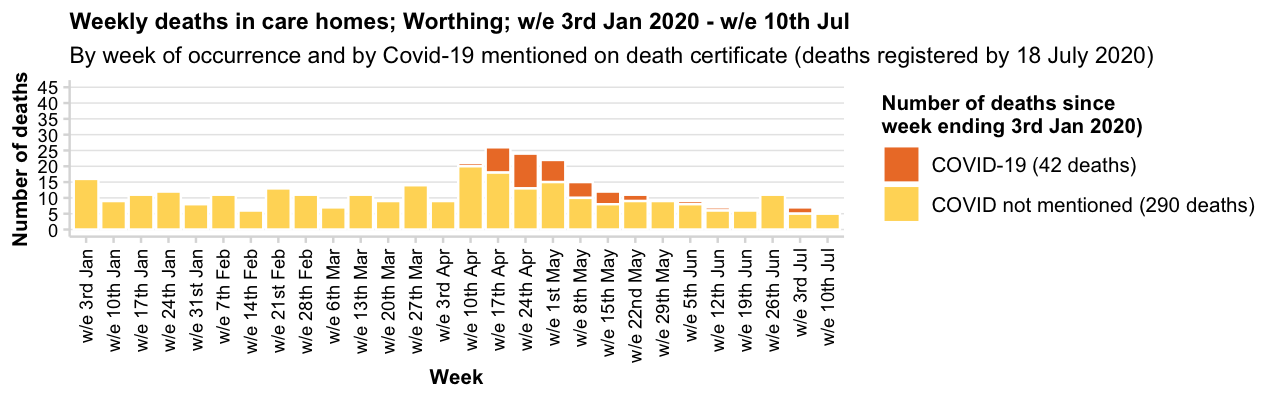 Weekly deaths in care homes; Worthing; w/e 3rd Jan 2020 - w/e 10th Jul
By week of occurrence and by Covid-19 mentioned on death certificate (deaths registered by 18 July 2020)
Number of deaths
45
40
35
30
25
20
15
10
5
0
w/e 3rd Jan
w/e 10th Jan
w/e 17th Jan
w/e 24th Jan
w/e 31st Jan
w/e 7th Feb
w/e 14th Feb
w/e 21st Feb
w/e 28th Feb
w/e 6th Mar
w/e 13th Mar
w/e 20th Mar
w/e 27th Mar
w/e 3rd Apr
w/e 10th Apr
w/e 17th Apr
w/e 24th Apr
w/e 1st May
w/e 8th May
w/e 15th May
w/e 22nd May
w/e 29th May
w/e 5th Jun
w/e 12th Jun
w/e 19th Jun
w/e 26th Jun
w/e 3rd Jul
w/e 10th Jul
Week
Number of deaths since
week ending 3rd Jan 2020)
COVID-19 (42 deaths)
COVID not mentioned (290 deaths)